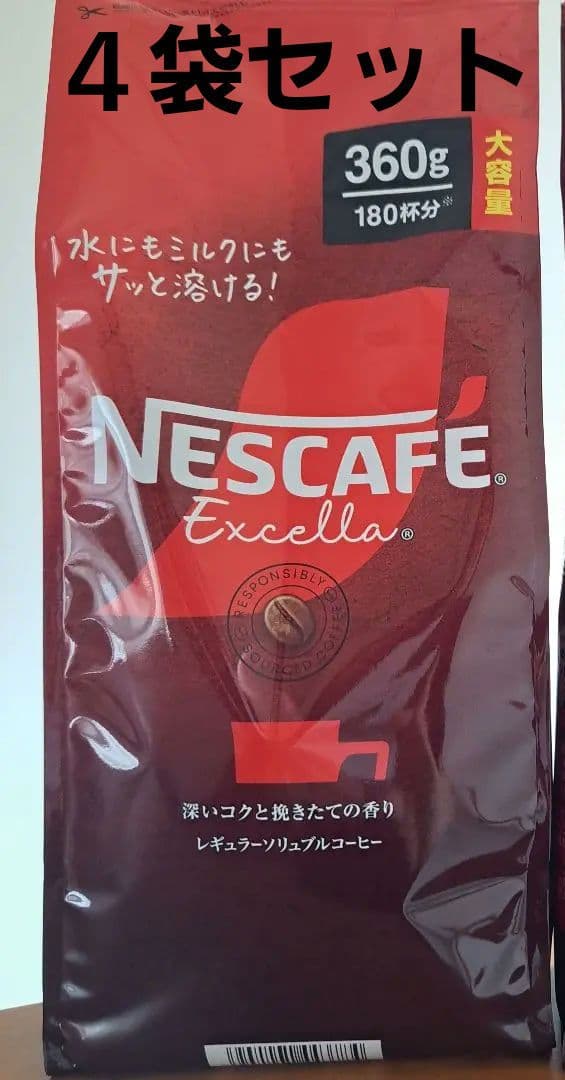 4袋セット
360g
大容量
180杯分※
水にもミルクにも
サッと溶ける!
NESCAFÉ®
Excella®
RESPONSIBLY
SOURCED COFFEE
深いコクと挽きたての香り
レギュラーソリュブルコーヒー